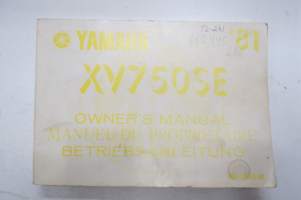 YAMAHA '81
XV750SE
OWNER'S MANUAL
MANUEL DU PROPRIETAIRE
BETRIEBSANLEITUNG